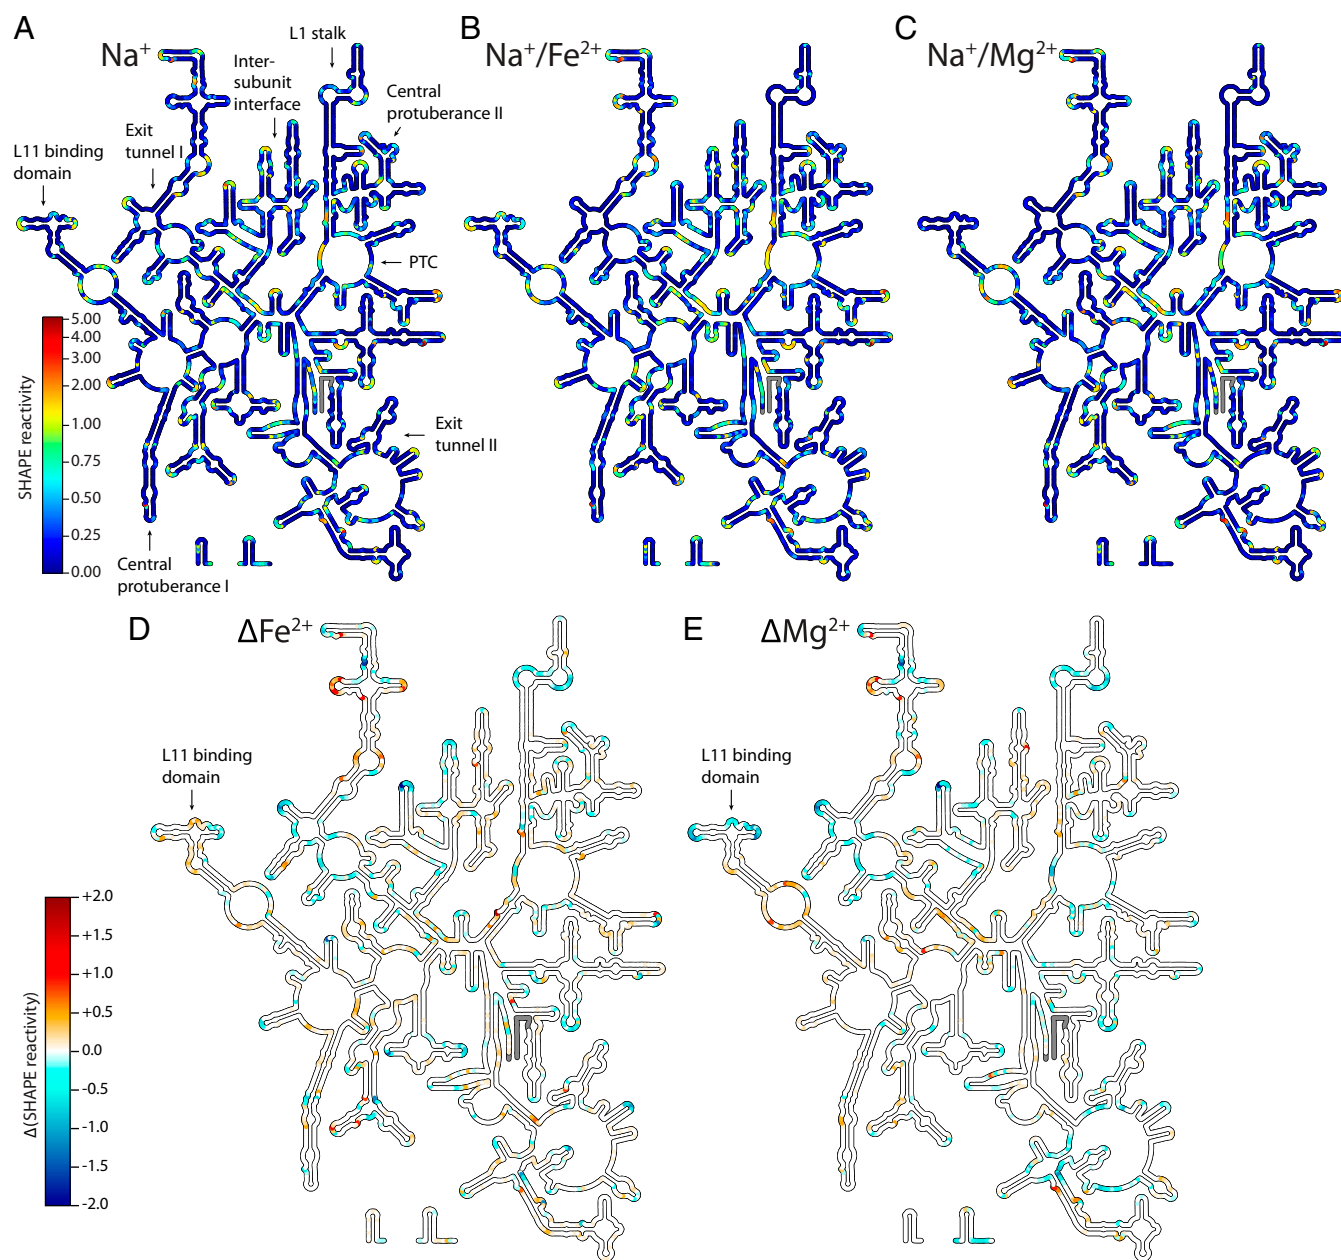 A
Na⁺
L1 stalk
Inter-
subunit
interface
Central
protuberance II
Exit
tunnel I
L11 binding
domain
PTC
SHAPE reactivity
5.00
4.00
3.00
2.00
1.00
0.75
0.50
0.25
0.00
Exit
tunnel II
Central
protuberance I
B
Na⁺/Fe²⁺
C
Na⁺/Mg²⁺
D
ΔFe²⁺
L11 binding
domain
Δ(SHAPE reactivity)
+2.0
+1.5
+1.0
+0.5
0.0
-0.5
-1.0
-1.5
-2.0
E
ΔMg²⁺
L11 binding
domain